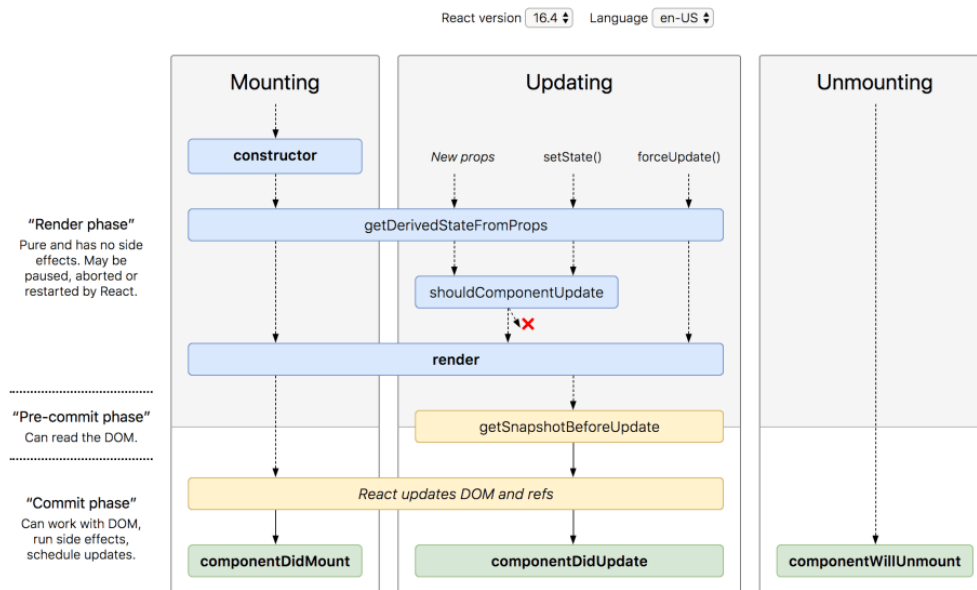 React version 16.4 Language en-US
Mounting
Updating
Unmounting
constructor
New props
setState()
forceUpdate()
“Render phase”
Pure and has no side
effects. May be
paused, aborted or
restarted by React.
getDerivedStateFromProps
shouldComponentUpdate
render
“Pre-commit phase”
Can read the DOM.
getSnapshotBeforeUpdate
“Commit phase”
Can work with DOM,
run side effects,
schedule updates.
React updates DOM and refs
componentDidMount
componentDidUpdate
componentWillUnmount